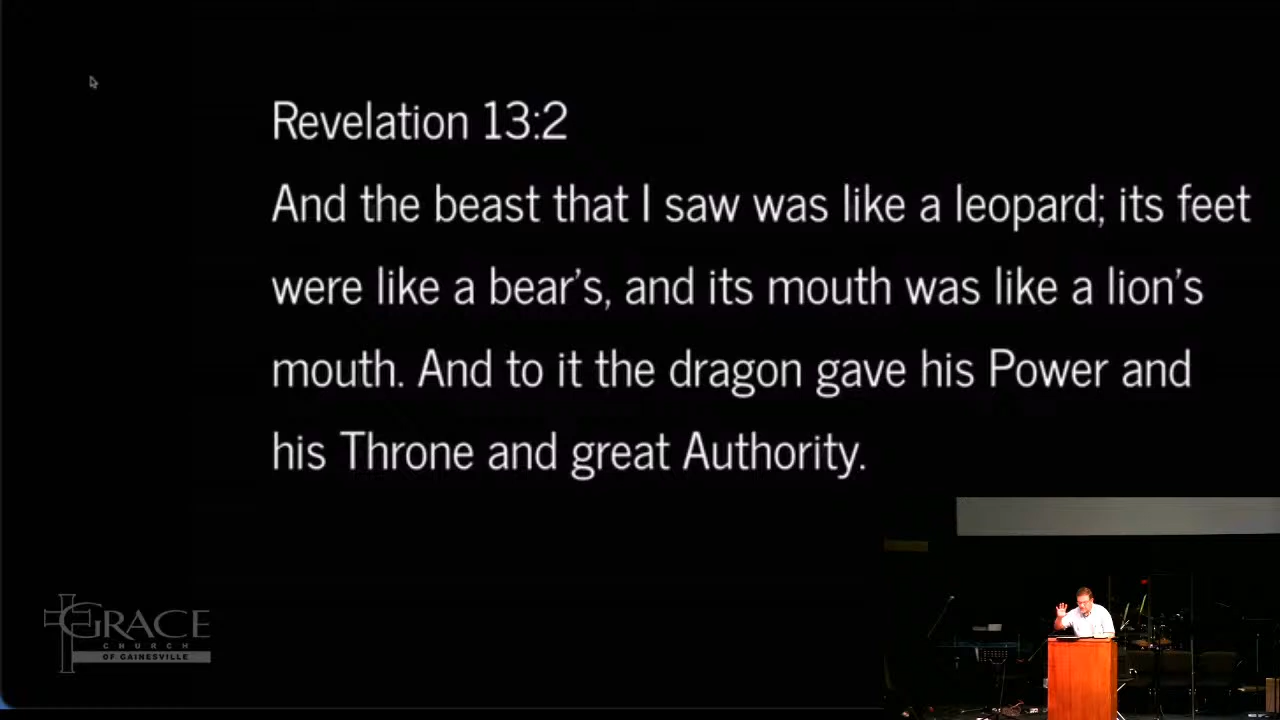 Revelation 13:2
And the beast that I saw was like a leopard; its feet
were like a bear’s, and its mouth was like a lion’s
mouth. And to it the dragon gave his Power and
his Throne and great Authority.
GRACE
CHURCH
OF GAINESVILLE